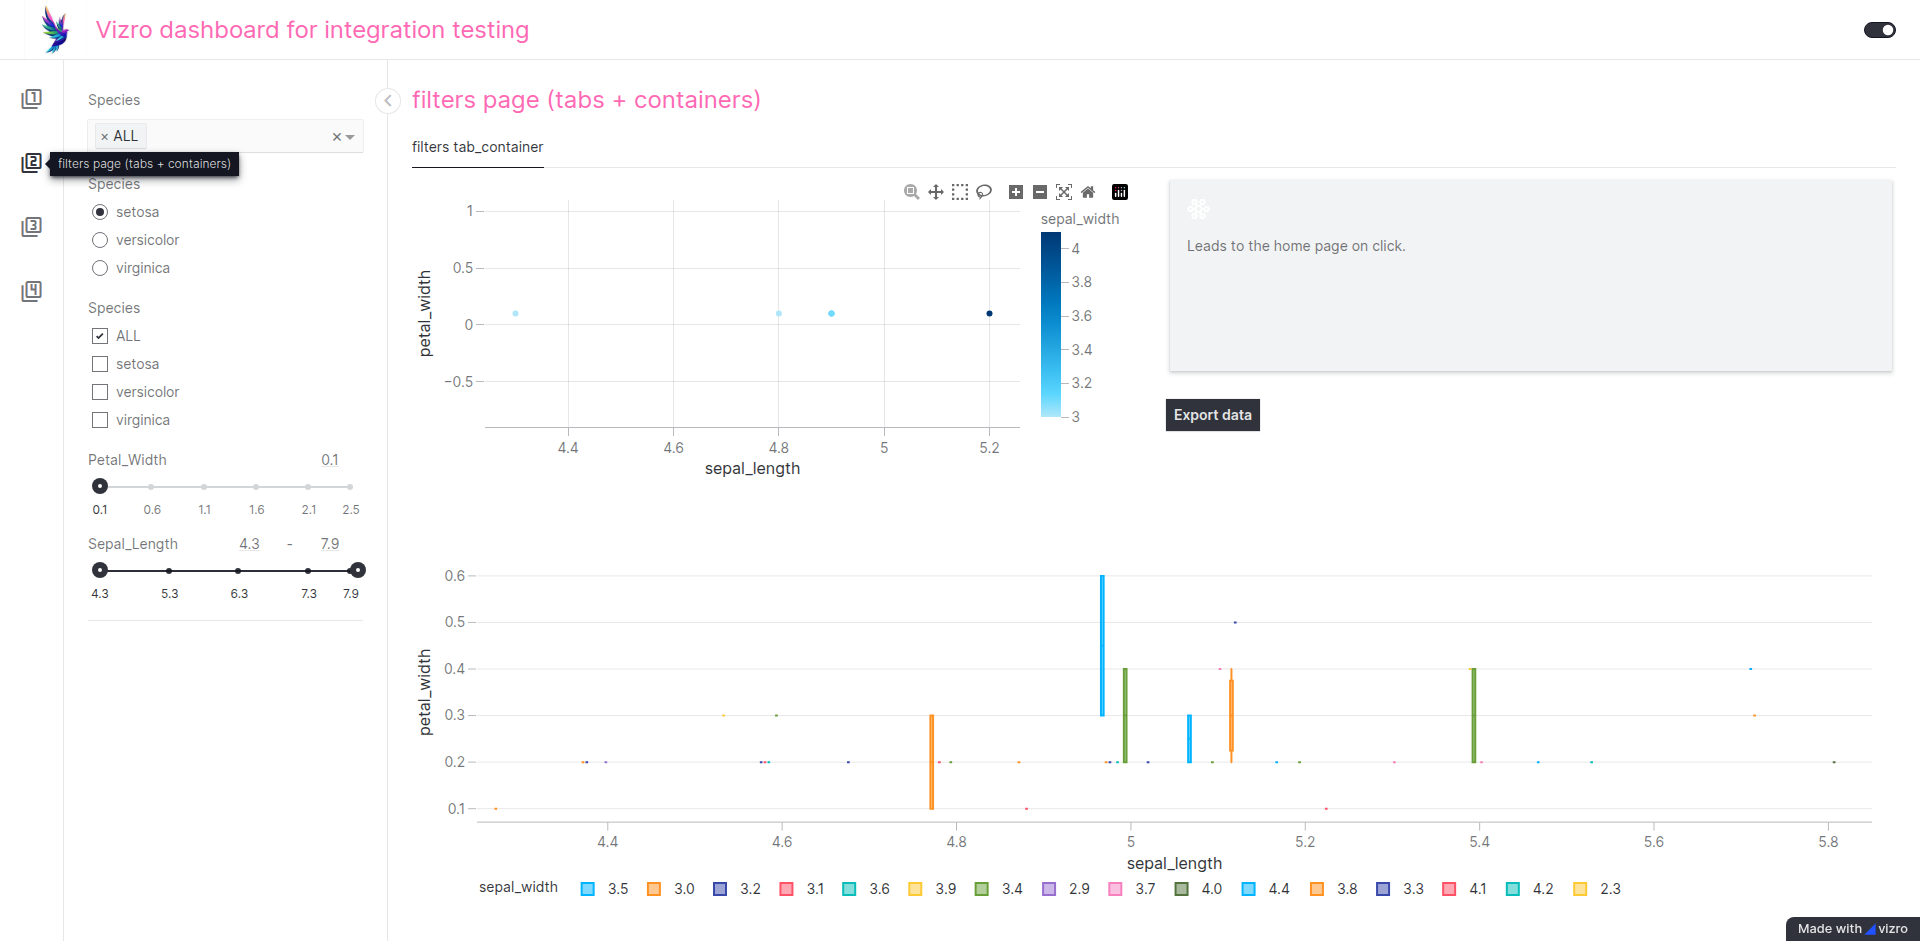 Vizro dashboard for integration testing
1
2
3
4
filters page (tabs + containers)
Species
× ALL
Species
setosa
versicolor
virginica
Species
ALL
setosa
versicolor
virginica
Petal_Width 0.1
0.1 0.6 1.1 1.6 2.1 2.5
Sepal_Length 4.3 - 7.9
4.3 5.3 6.3 7.3 7.9
filters page (tabs + containers)
filters tab_container
petal_width
1
0.5
0
−0.5
4.4 4.6 4.8 5 5.2
sepal_length
sepal_width
4
3.8
3.6
3.4
3.2
3
Leads to the home page on click.
Export data
petal_width
0.6
0.5
0.4
0.3
0.2
0.1
4.4 4.6 4.8 5 5.2 5.4 5.6 5.8
sepal_length
sepal_width 3.5 3.0 3.2 3.1 3.6 3.9 3.4 2.9 3.7 4.0 4.4 3.8 3.3 4.1 4.2 2.3
Made with vizro